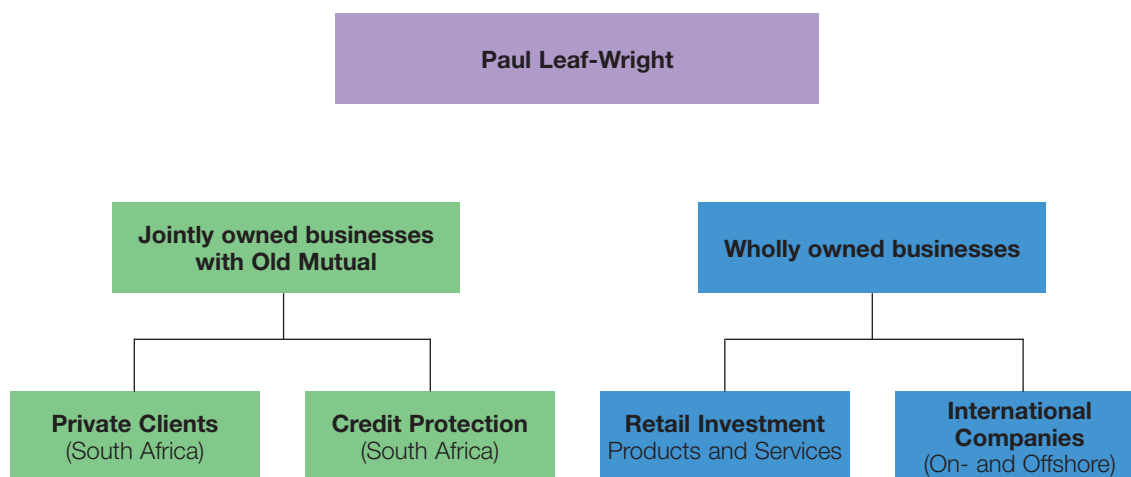 Paul Leaf-Wright
Jointly owned businesses
with Old Mutual
Wholly owned businesses
Private Clients
(South Africa)
Credit Protection
(South Africa)
Retail Investment
Products and Services
International
Companies
(On- and Offshore)